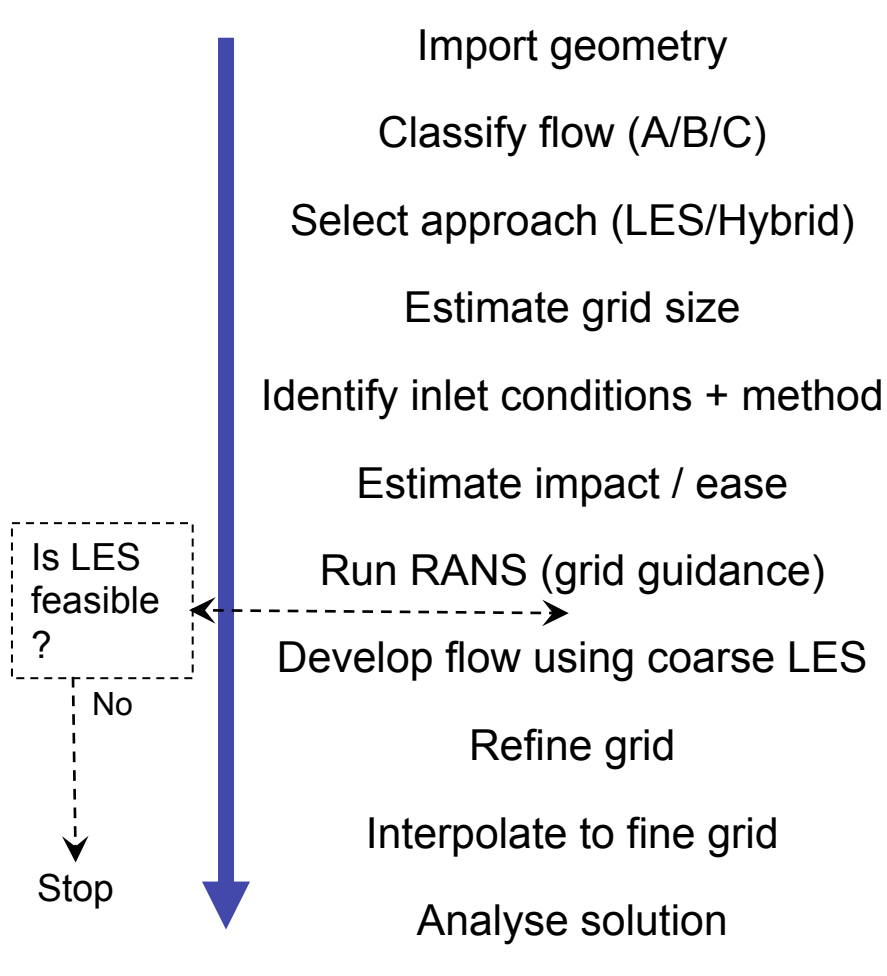 Import geometry
Classify flow (A/B/C)
Select approach (LES/Hybrid)
Estimate grid size
Identify inlet conditions + method
Estimate impact / ease
Run RANS (grid guidance)
Is LES
feasible
?
No
Stop
Develop flow using coarse LES
Refine grid
Interpolate to fine grid
Analyse solution